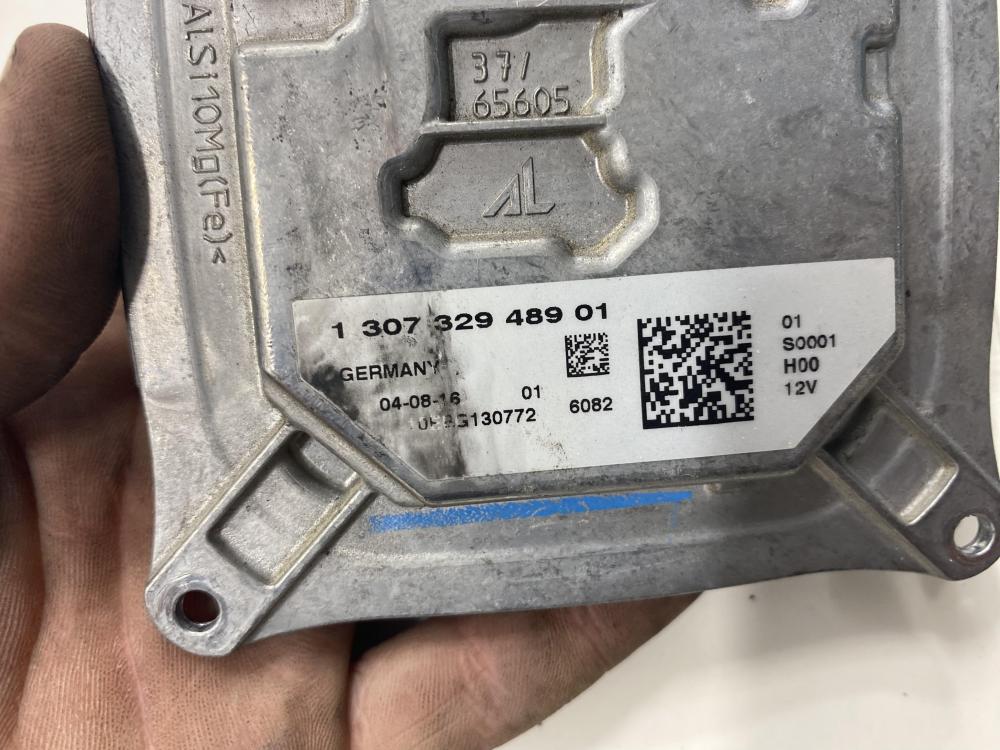 ALSi10Mg(Fe)<
37/
65605
AL
1 307 329 489 01
GERMANY
04-08-16
01
6082
01
S0001
H00
12V